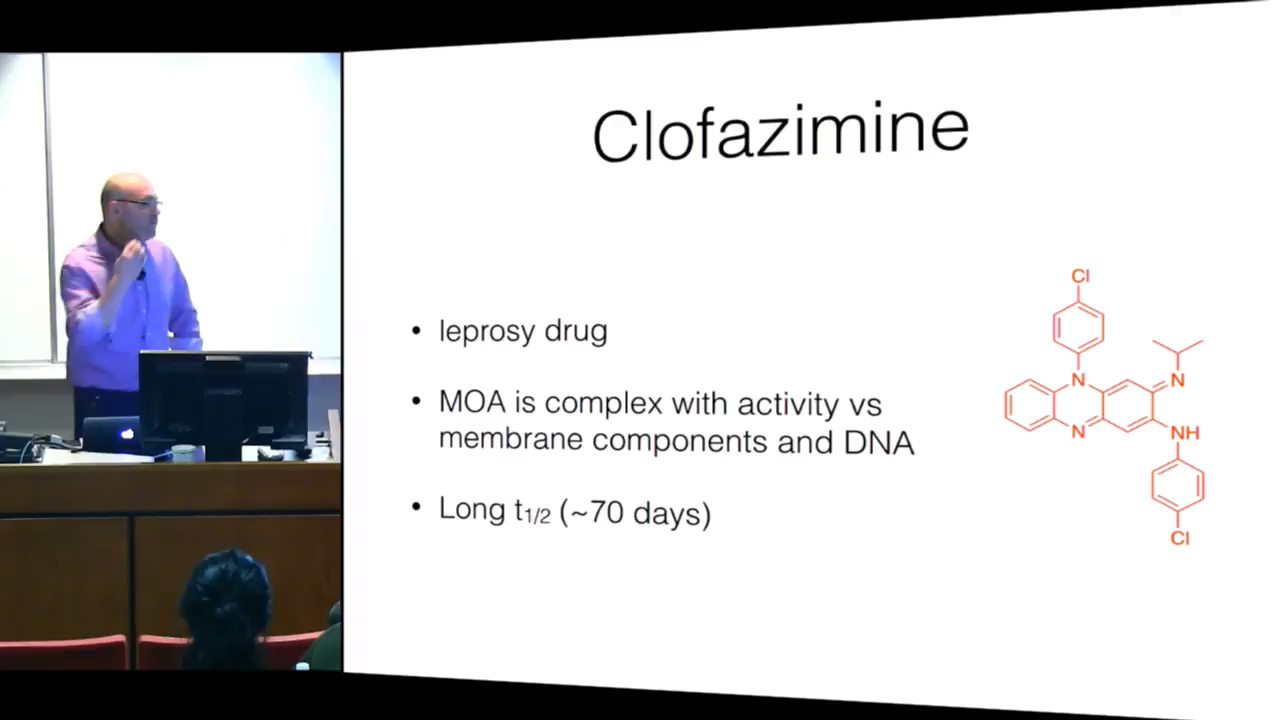 Clofazimine
• leprosy drug
• MOA is complex with activity vs
membrane components and DNA
• Long t1/2 (~70 days)
Cl
N
N
N
NH
Cl